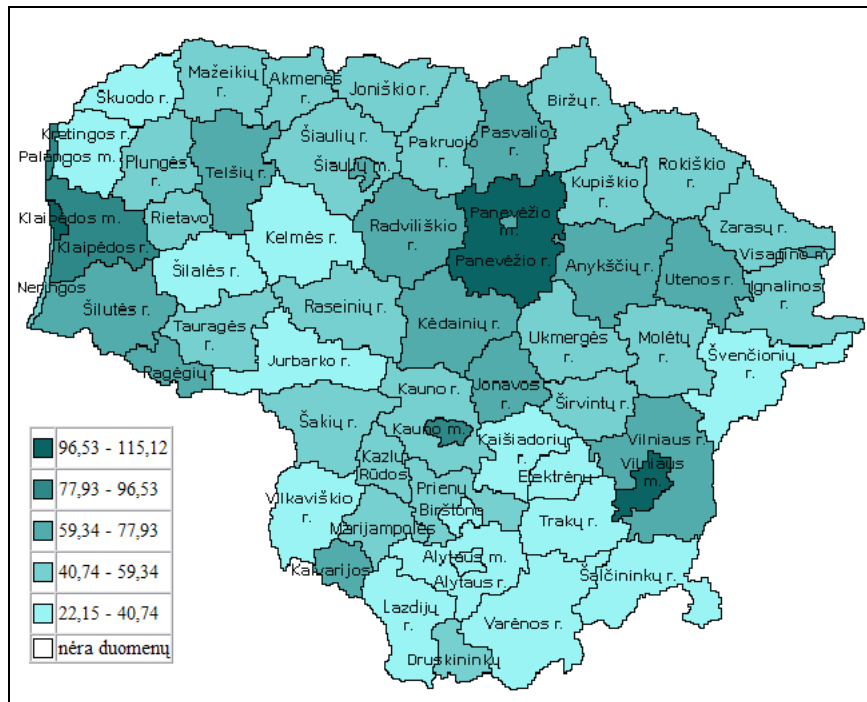 Skuodo r.
Mažeikių
r.
Akmenės
r.
Joniškio r.
Biržų r.
Kretingos r.
Palangos m.
Plungės
r.
Telšių r.
Šiaulių r.
Šiaulių m.
Pakruojo
r.
Pasvalio
r.
Kupiškio
r.
Rokiškio
r.
Klaipėdos m.
Klaipėdos r.
Rietavo
Kelmės r.
Radviliškio
r.
Panevėžio
m.
Panevėžio r.
Anykščių r.
Utenos r.
Zarasų r.
Visagino m.
Ignalinos
r.
Neringos
Šilutės r.
Šilalės r.
Tauragės
r.
Raseinių r.
Kėdainių r.
Ukmergės
r.
Molėtų
r.
Švenčionių
r.
Pagėgių
Jurbarko r.
Jonavos
r.
Širvintų r.
Kauno r.
Kauno m.
Šakių r.
Kazlų
Rūdos
Kaišiadorių
r.
Elektrėnų
Vilniaus r.
Vilniaus
m.
Vilkaviškio
r.
Prienų
r.
Birštono
Marijampolės
Trakų r.
Kalvarijos
Alytaus m.
Alytaus r.
Šalčininkų r.
Lazdijų
r.
Varėnos r.
Druskininkų
96,53 - 115,12
77,93 - 96,53
59,34 - 77,93
40,74 - 59,34
22,15 - 40,74
nėra duomenų